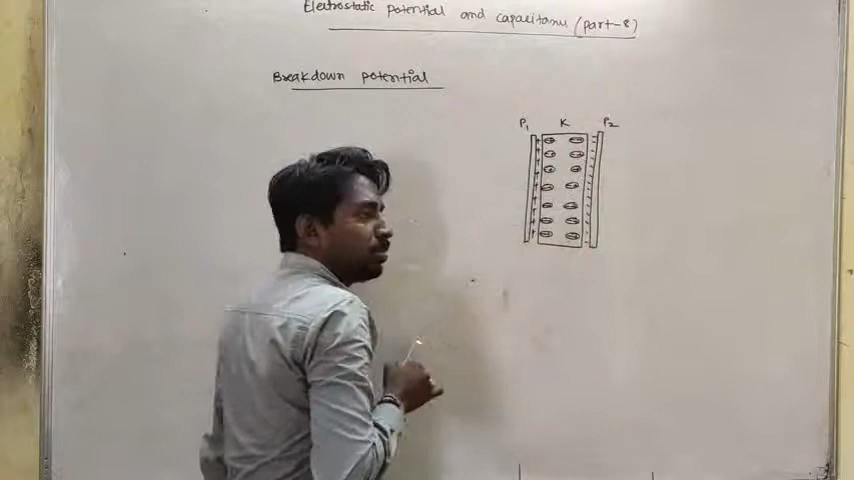 Electrostatic potential and capacitance (part-8)
Breakdown potential
P1 K P2